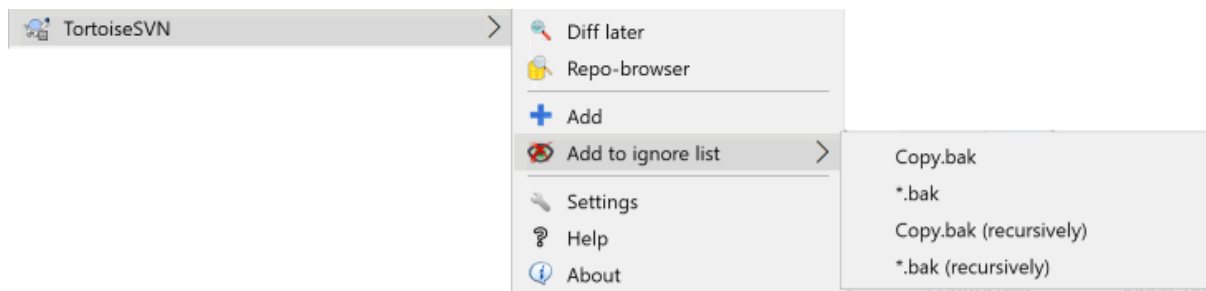 TortoiseSVN
Diff later
Repo-browser
Add
Add to ignore list
Copy.bak
*.bak
Copy.bak (recursively)
*.bak (recursively)
Settings
Help
About